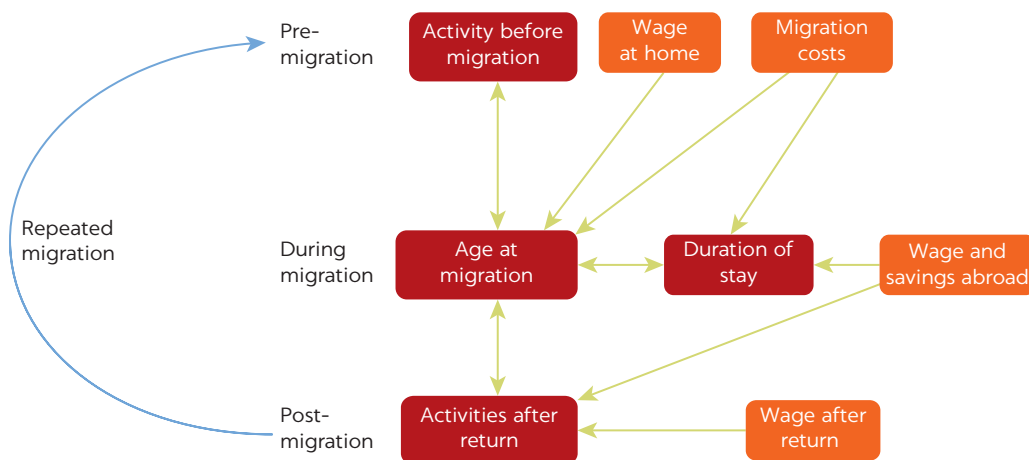 Pre-
migration
Activity before
migration
Wage
at home
Migration
costs
Repeated
migration
During
migration
Age at
migration
Duration of
stay
Wage and
savings abroad
Post-
migration
Activities after
return
Wage after
return